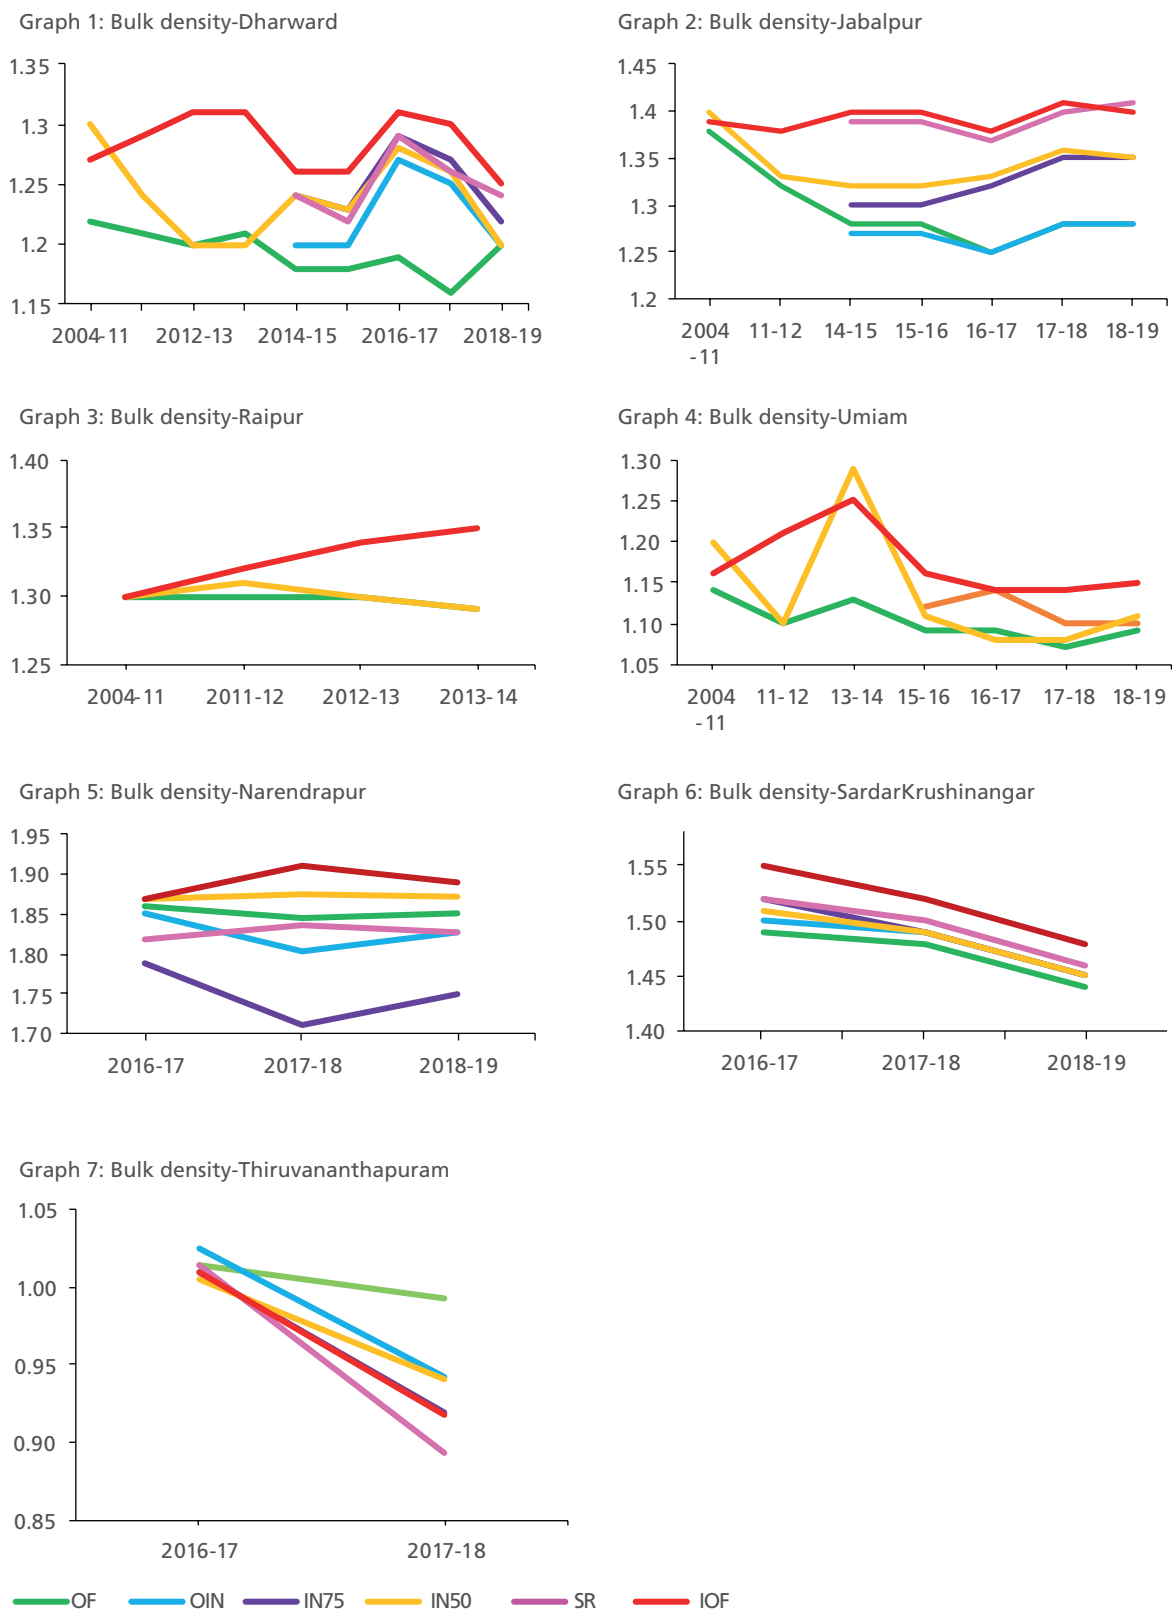 Graph 1: Bulk density-Dharward
1.35
1.3
1.25
1.2
1.15
2004-11 2012-13 2014-15 2016-17 2018-19
Graph 2: Bulk density-Jabalpur
1.45
1.4
1.35
1.3
1.25
1.2
2004 11-12 14-15 15-16 16-17 17-18 18-19
-11
Graph 3: Bulk density-Raipur
1.40
1.35
1.30
1.25
2004-11 2011-12 2012-13 2013-14
Graph 4: Bulk density-Umiam
1.30
1.25
1.20
1.15
1.10
1.05
2004 11-12 13-14 15-16 16-17 17-18 18-19
-11
Graph 5: Bulk density-Narendrapur
1.95
1.90
1.85
1.80
1.75
1.70
2016-17 2017-18 2018-19
Graph 6: Bulk density-SardarKrushinangar
1.55
1.50
1.45
1.40
2016-17 2017-18 2018-19
Graph 7: Bulk density-Thiruvananthapuram
1.05
1.00
0.95
0.90
0.85
2016-17 2017-18
OF OIN IN75 IN50 SR IOF